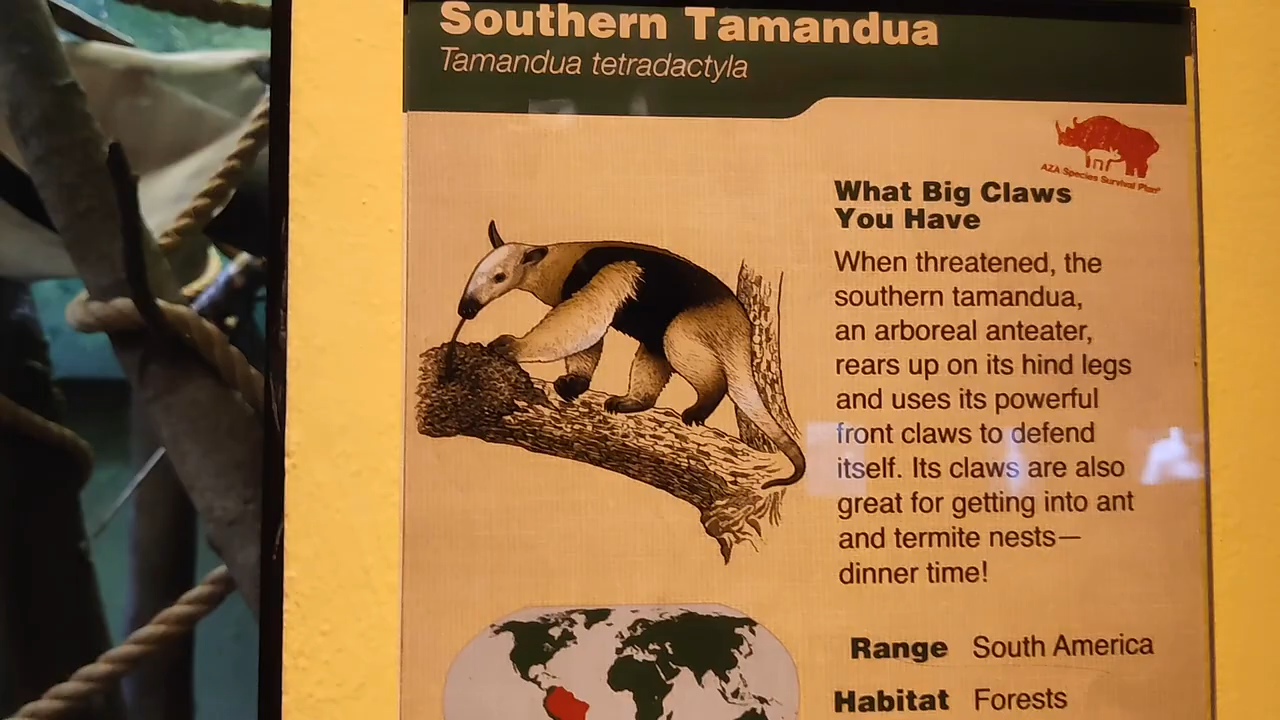 Southern Tamandua
Tamandua tetradactyla
AZA Species Survival Plan®
What Big Claws
You Have
When threatened, the
southern tamandua,
an arboreal anteater,
rears up on its hind legs
and uses its powerful
front claws to defend
itself. Its claws are also
great for getting into ant
and termite nests—
dinner time!
Range South America
Habitat Forests